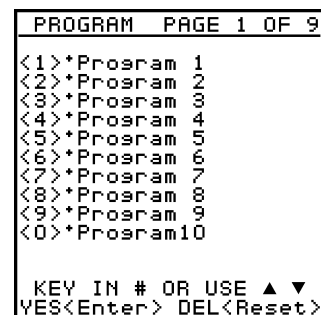 PROGRAM PAGE 1 OF 9
<1>*Program 1
<2>*Program 2
<3>*Program 3
<4>*Program 4
<5>*Program 5
<6>*Program 6
<7>*Program 7
<8>*Program 8
<9>*Program 9
<0>*Program10
KEY IN # OR USE ▲ ▼
YES<Enter> DEL<Reset>